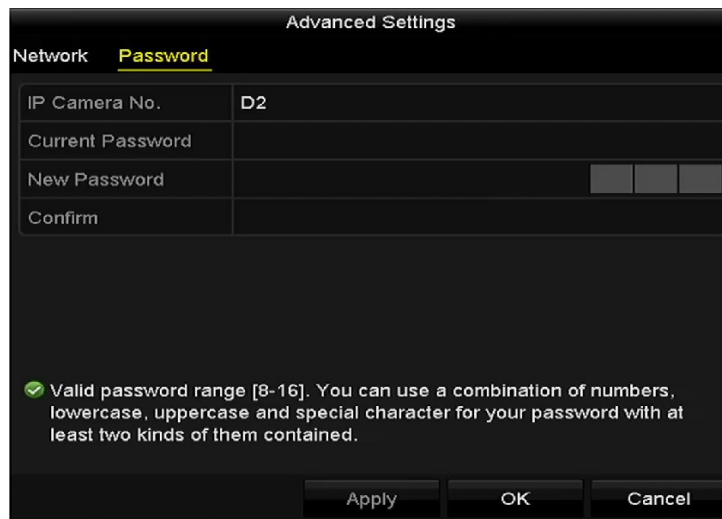 Advanced Settings
Network Password
IP Camera No. D2
Current Password
New Password
Confirm
Valid password range [8-16]. You can use a combination of numbers,
lowercase, uppercase and special character for your password with at
least two kinds of them contained.
Apply OK Cancel